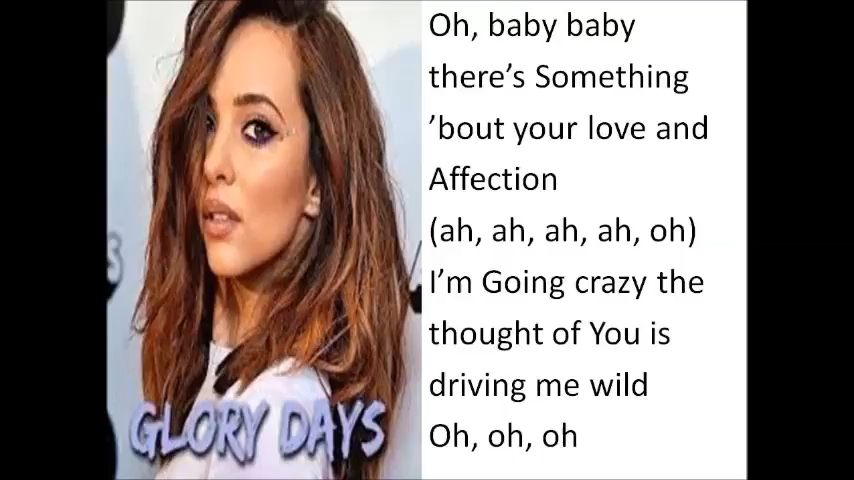 Oh, baby baby
there’s Something
’bout your love and
Affection
(ah, ah, ah, ah, oh)
I’m Going crazy the
thought of You is
driving me wild
Oh, oh, oh
GLORY DAYS